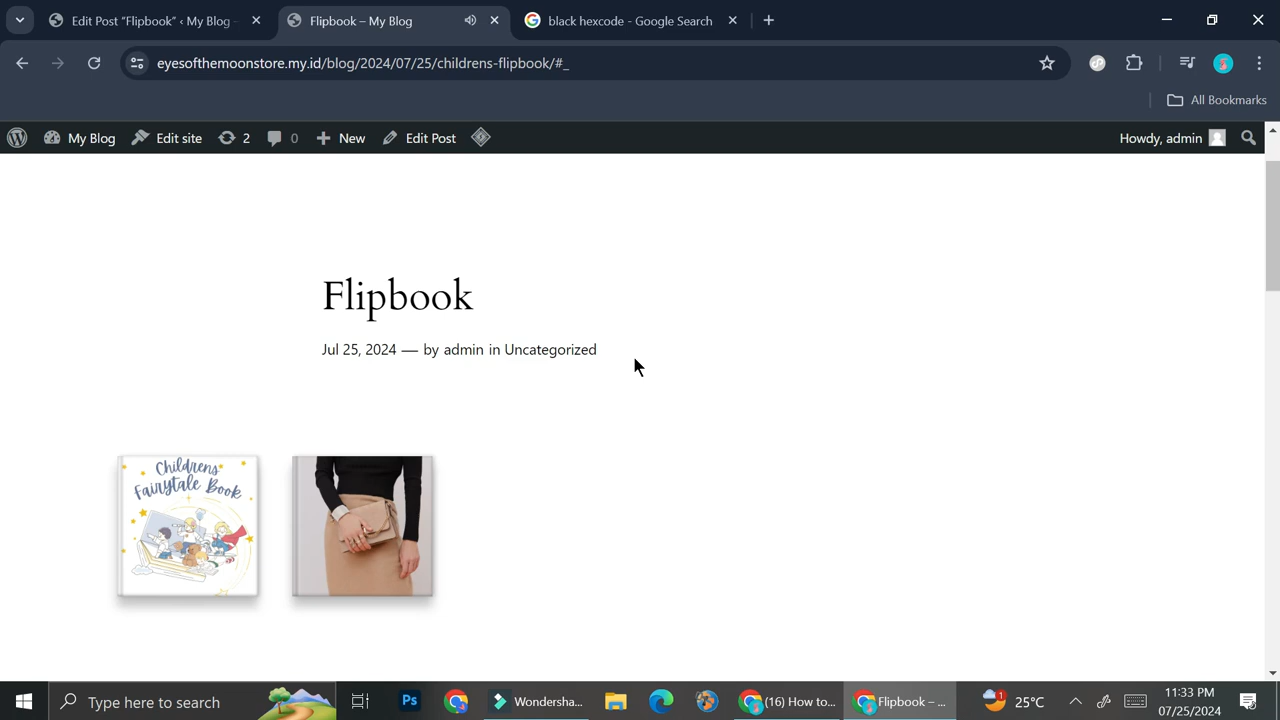 Edit Post “Flipbook” ‹ My Blog -
Flipbook – My Blog
black hexcode - Google Search
eyesofthemoonstore.my.id/blog/2024/07/25/childrens-flipbook/#_
All Bookmarks
My Blog
Edit site
2
0
New
Edit Post
Howdy, admin
Flipbook
Jul 25, 2024 — by admin in Uncategorized
Childrens
Fairytale Book
Type here to search
Ps
Wondersha...
(16) How to...
Flipbook – ...
1
25°C
11:33 PM
07/25/2024